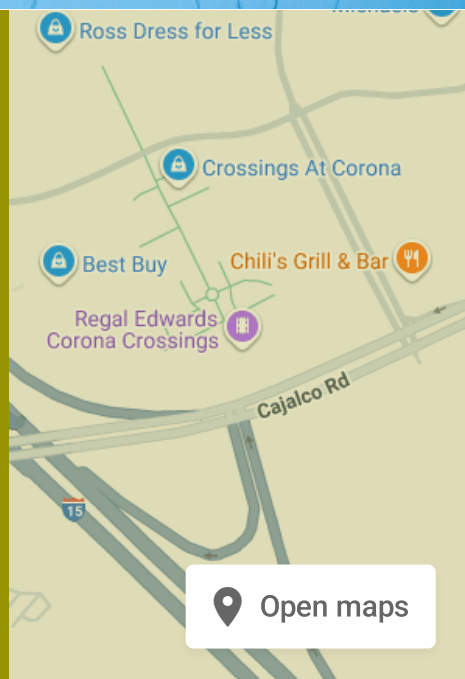 Michaels
Ross Dress for Less
Crossings At Corona
Best Buy
Chili's Grill & Bar
Regal Edwards
Corona Crossings
Cajalco Rd
15
Open maps